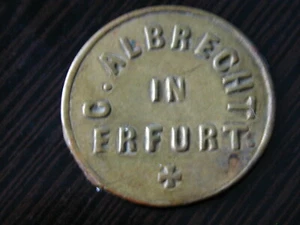 C. ALBRECHT
IN
ERFURT.